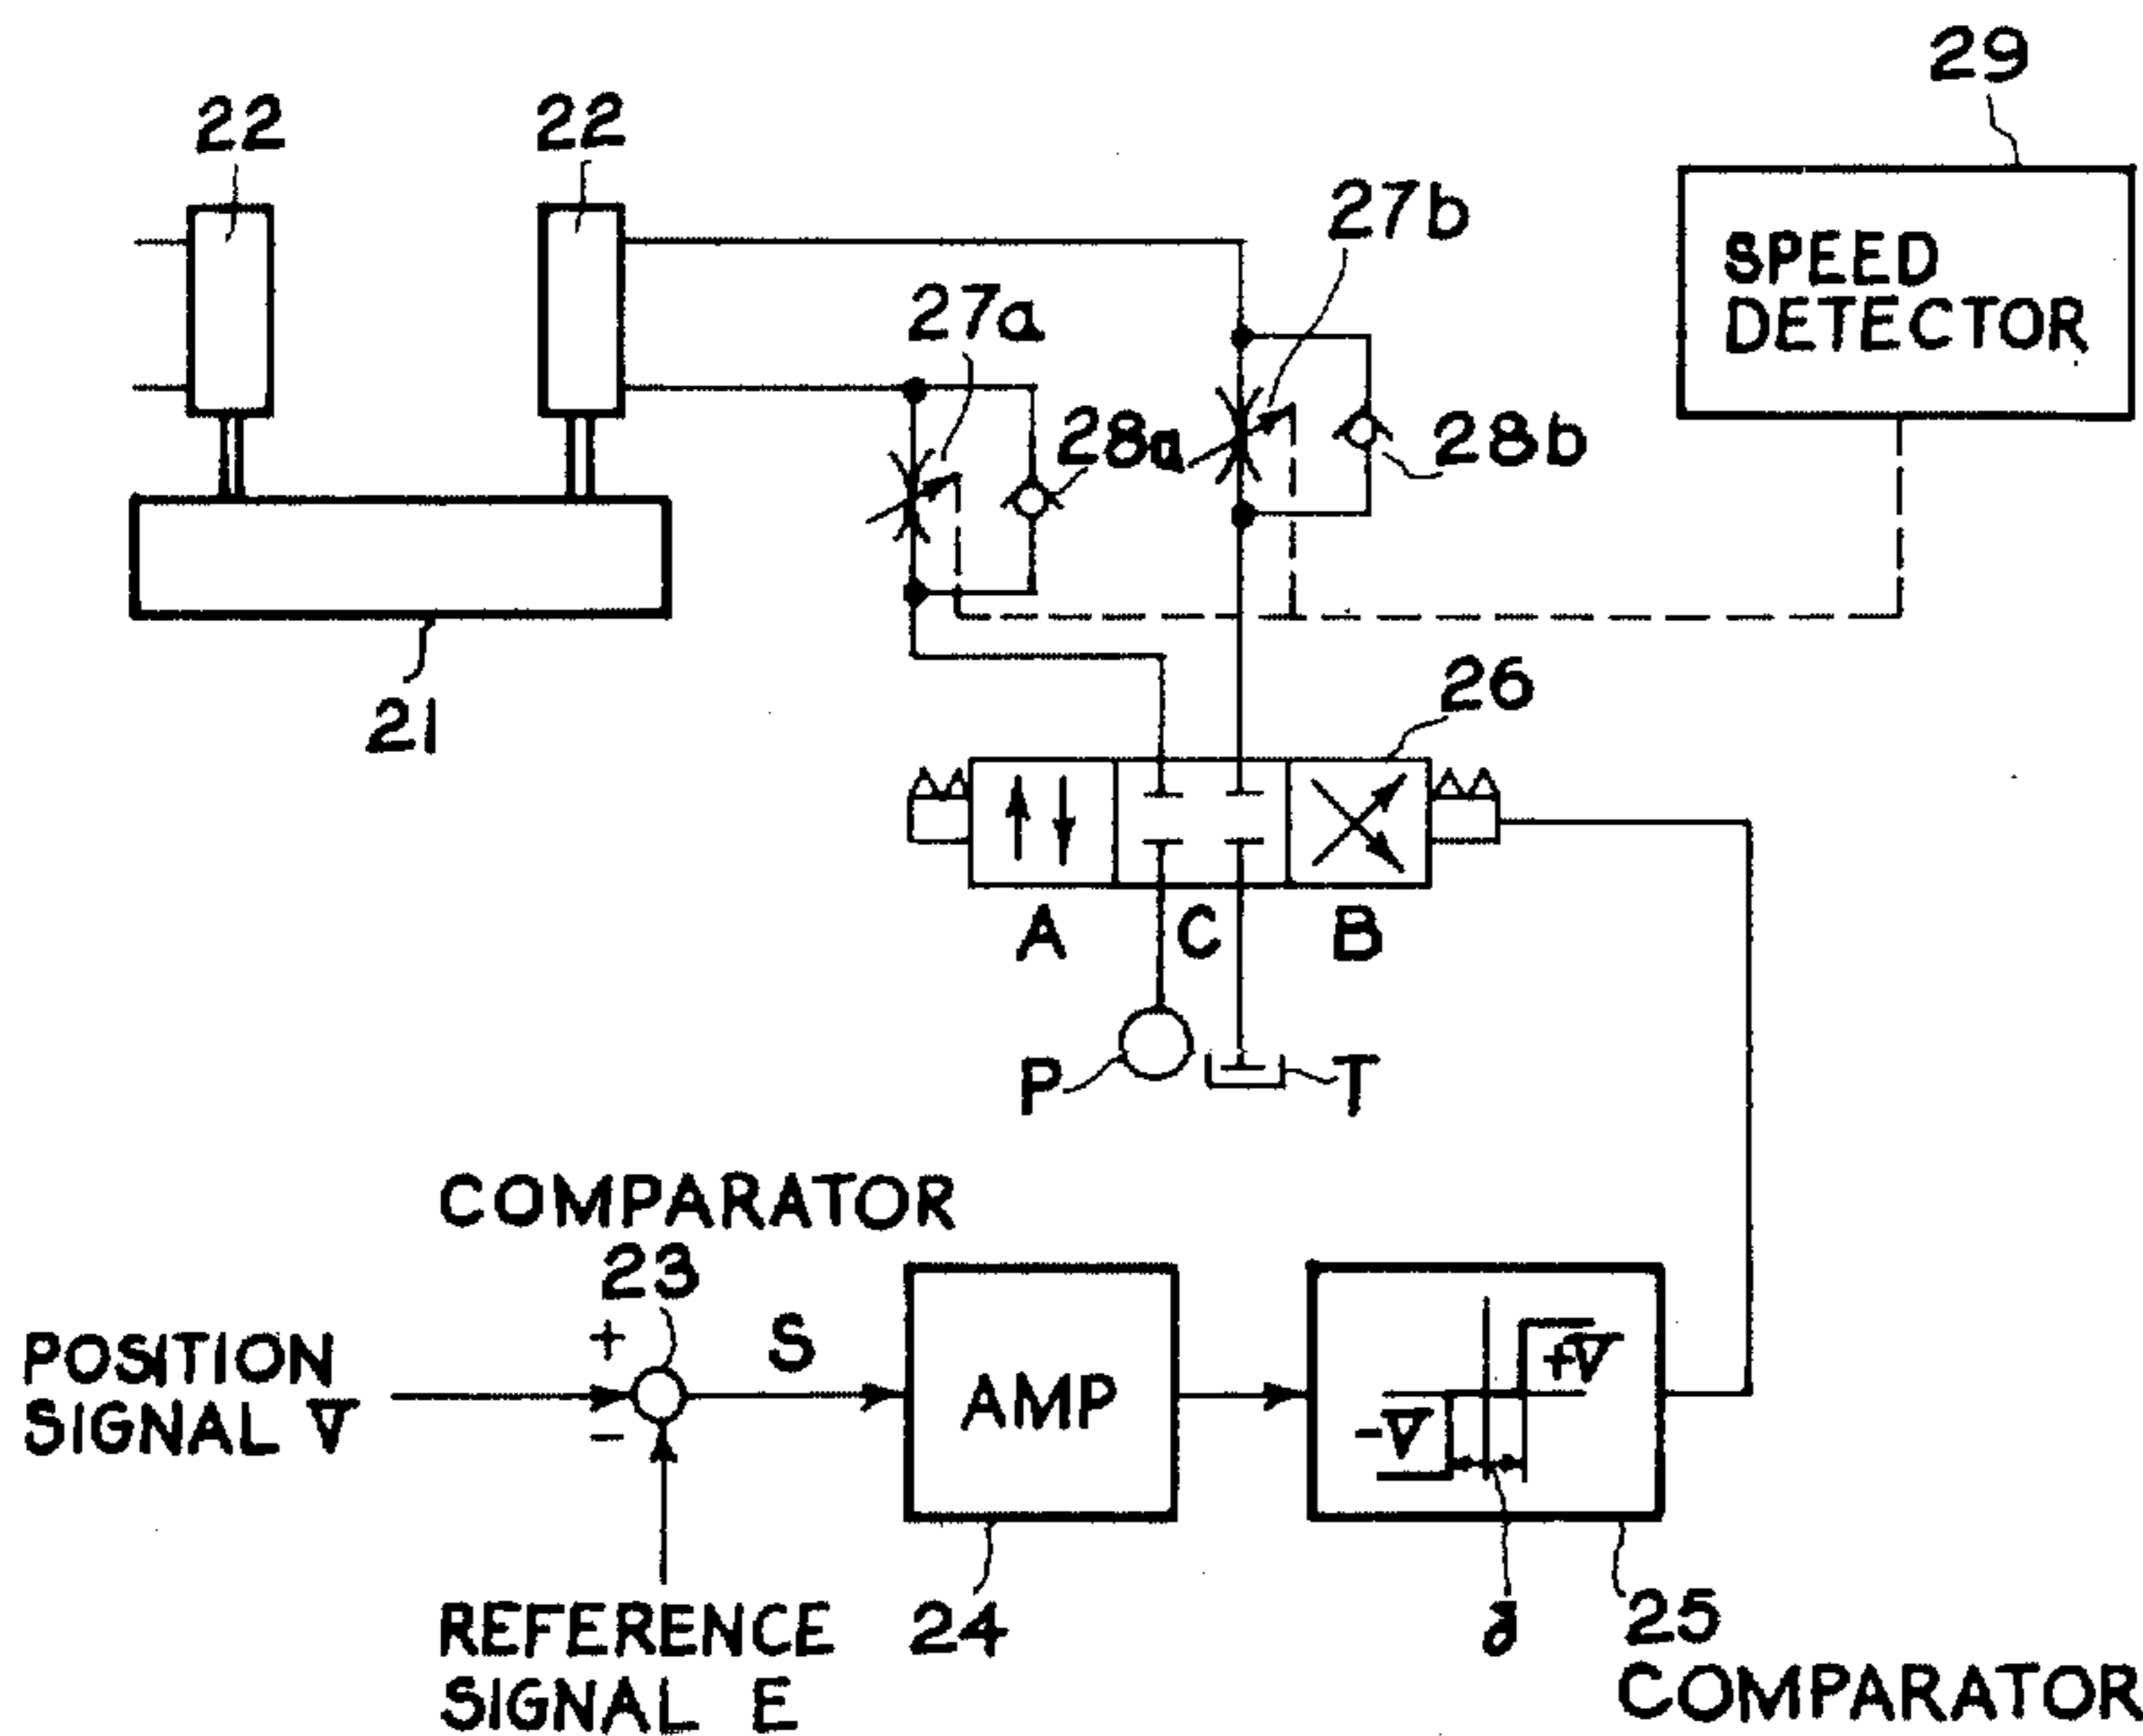 29
22
22
27b
SPEED
DETECTOR
27a
28a
28b
26
21
A
C
B
P
T
COMPARATOR
23
+
S
POSITION
SIGNAL V
−
AMP
+V
-V
REFERENCE
SIGNAL E
24
25
COMPARATOR